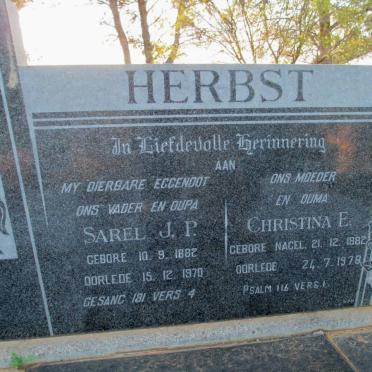 HERBST
In Liefdevolle Herinnering
AAN
MY DIERBARE EGGENOOT
ONS VADER EN OUPA
SAREL J. P.
GEBORE 10. 9. 1882
OORLEDE 15. 12. 1970
GESANG 181 VERS 4
ONS MOEDER
EN OUMA
CHRISTINA E.
GEBORE NAGEL. 21. 12. 1882
OORLEDE 24. 7. 1978
PSALM 116 VERS 1